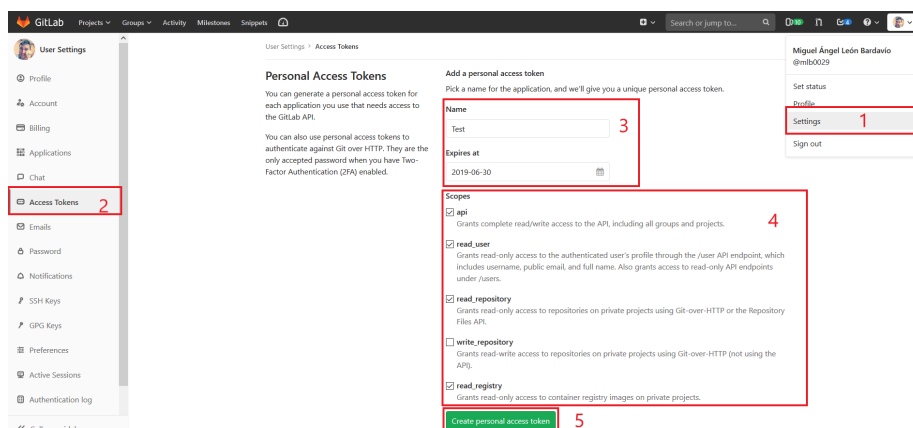 GitLab Projects Groups Activity Milestones Snippets Search or jump to... 10 4
User Settings
Profile
Account
Billing
Applications
Chat
Access Tokens 2
Emails
Password
Notifications
SSH Keys
GPG Keys
Preferences
Active Sessions
Authentication log
User Settings > Access Tokens
Personal Access Tokens
You can generate a personal access token for
each application you use that needs access to
the GitLab API.
You can also use personal access tokens to
authenticate against Git over HTTP. They are the
only accepted password when you have Two-
Factor Authentication (2FA) enabled.
Add a personal access token
Pick a name for the application, and we'll give you a unique personal access token.
Name
Test
3
Expires at
2019-06-30
Scopes
4
api
Grants complete read/write access to the API, including all groups and projects.
read_user
Grants read-only access to the authenticated user's profile through the /user API endpoint, which
includes username, public email, and full name. Also grants access to read-only API endpoints
under /users.
read_repository
Grants read-only access to repositories on private projects using Git-over-HTTP or the Repository
Files API.
write_repository
Grants read-write access to repositories on private projects using Git-over-HTTP (not using the
API).
read_registry
Grants read-only access to container registry images on private projects.
Create personal access token 5
Miguel Ángel León Bardavío
@mlb0029
Set status
Profile
Settings 1
Sign out